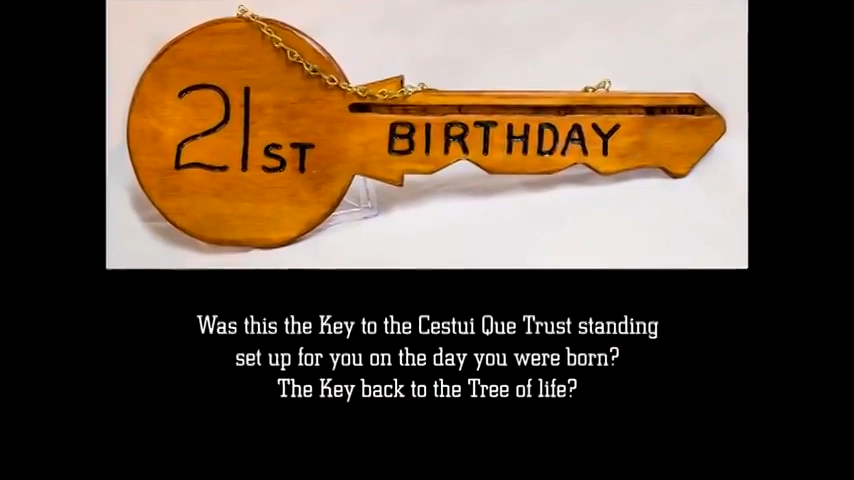 21ST BIRTHDAY
Was this the Key to the Cestui Que Trust standing
set up for you on the day you were born?
The Key back to the Tree of life?